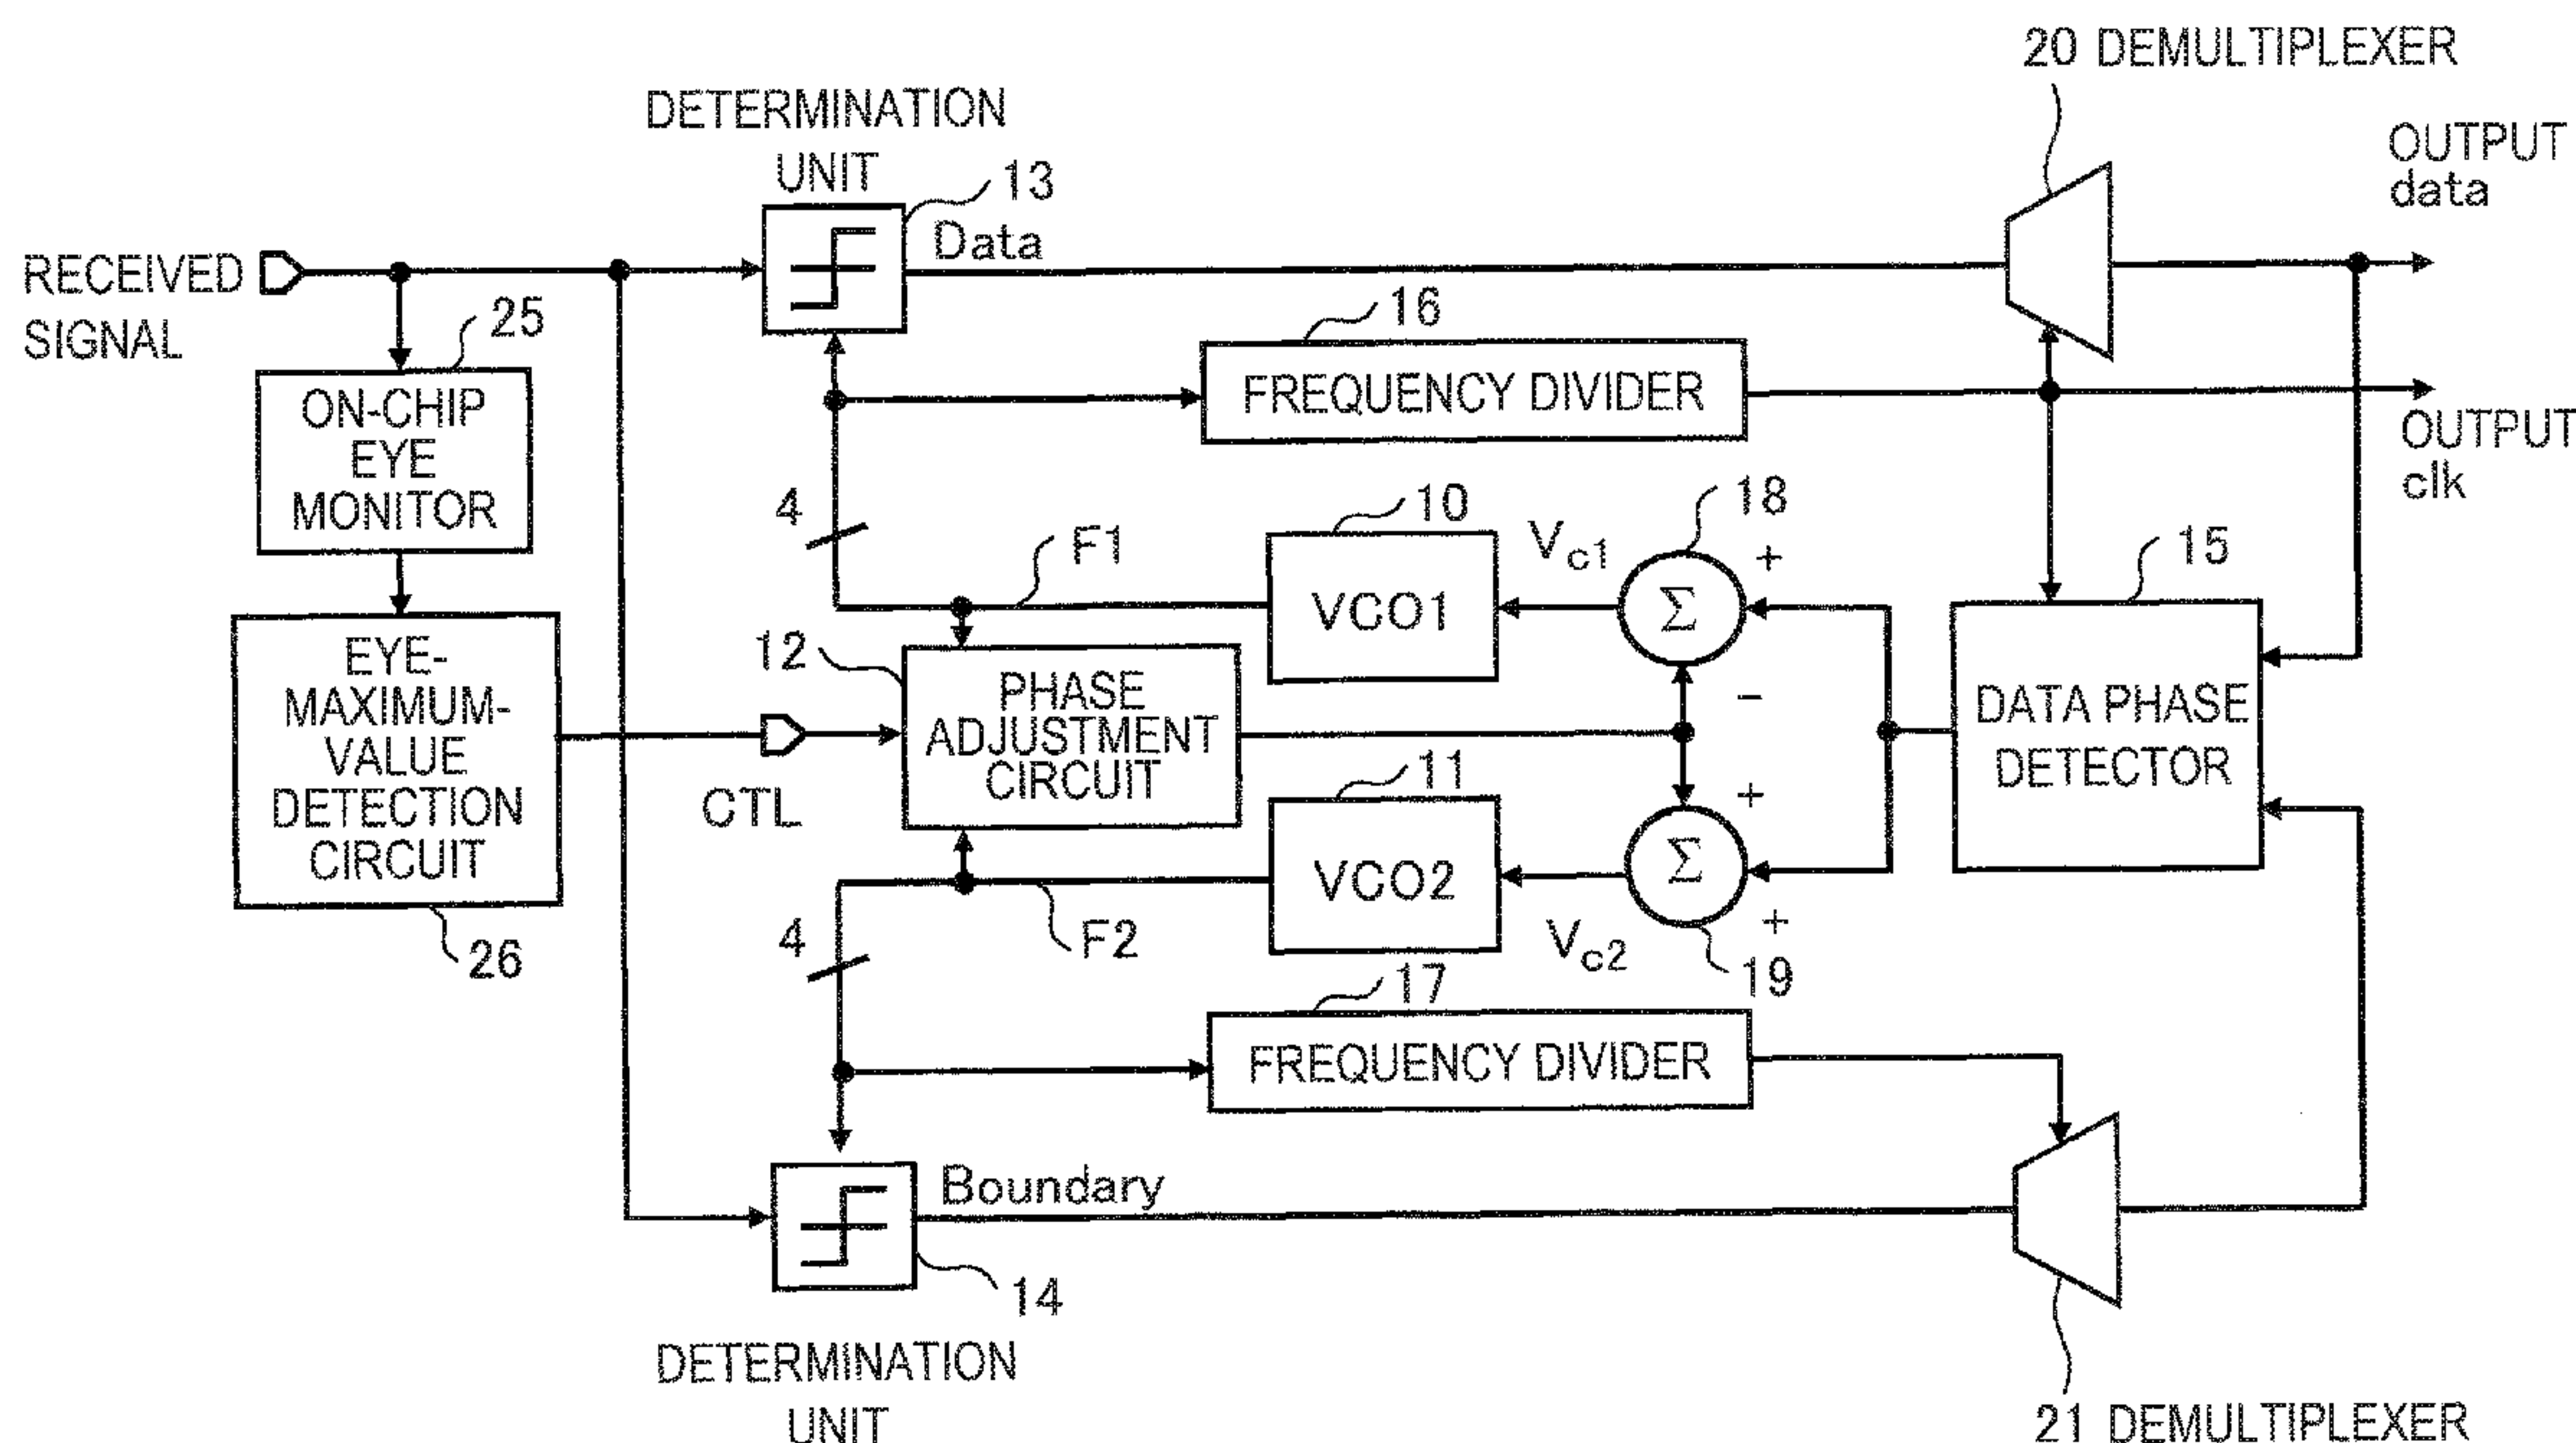 20 DEMULTIPLEXER
DETERMINATION
UNIT
13
Data
OUTPUT
data
RECEIVED
SIGNAL
25
16
ON-CHIP
EYE
MONITOR
FREQUENCY DIVIDER
OUTPUT
clk
4
F1
10
VCO1
Vc1
18
+
Σ
−
15
DATA PHASE
DETECTOR
EYE-
MAXIMUM-
VALUE
DETECTION
CIRCUIT
26
CTL
12
PHASE
ADJUSTMENT
CIRCUIT
11
VCO2
Vc2
+
Σ
+
19
4
F2
17
FREQUENCY DIVIDER
Boundary
14
DETERMINATION
UNIT
21 DEMULTIPLEXER